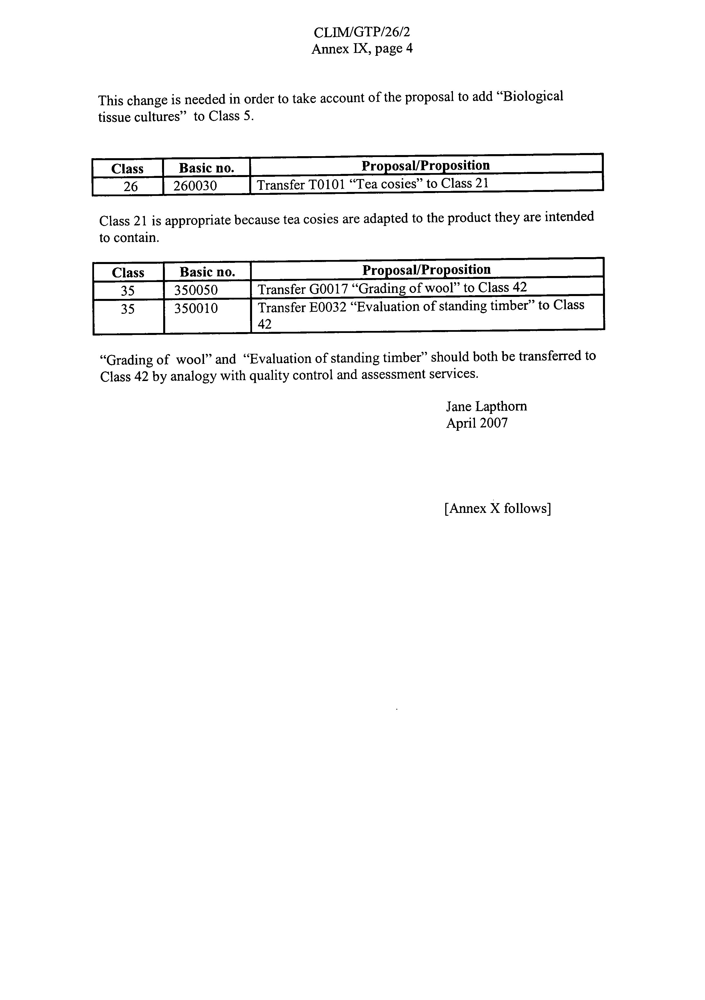 CLIM/GTP/26/2
Annex IX, page 4
This change is needed in order to take account of the proposal to add “Biological
tissue cultures” to Class 5.
Class Basic no. Proposal/Proposition
26 260030 Transfer T0101 “Tea cosies” to Class 21
Class 21 is appropriate because tea cosies are adapted to the product they are intended
to contain.
Class Basic no. Proposal/Proposition
35 350050 Transfer G0017 “Grading of wool” to Class 42
35 350010 Transfer E0032 “Evaluation of standing timber” to Class
42
“Grading of wool” and “Evaluation of standing timber” should both be transferred to
Class 42 by analogy with quality control and assessment services.
Jane Lapthorn
April 2007
[Annex X follows]